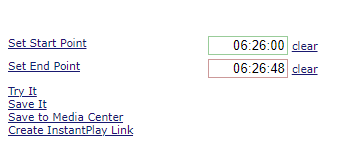 Set Start Point 06:26:00 clear
Set End Point 06:26:48 clear
Try It
Save It
Save to Media Center
Create InstantPlay Link